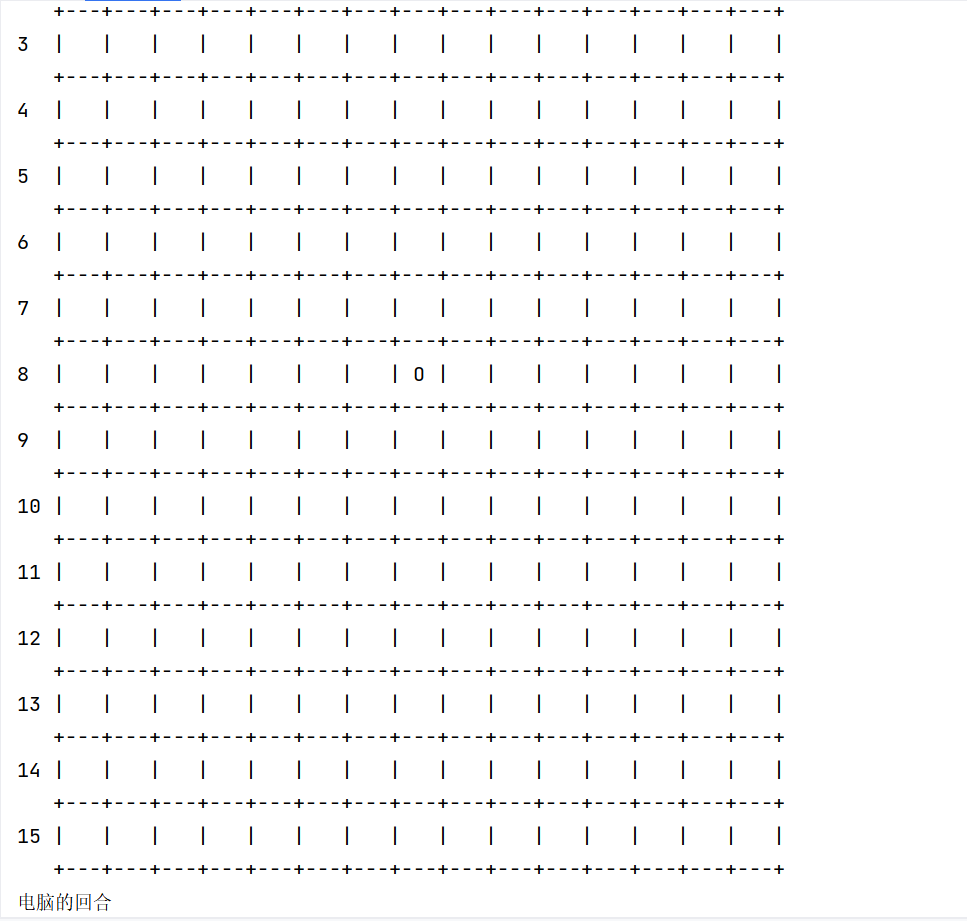 +---+---+---+---+---+---+---+---+---+---+---+---+---+---+---+
3   |   |   |   |   |   |   |   |   |   |   |   |   |   |   |   |
    +---+---+---+---+---+---+---+---+---+---+---+---+---+---+---+
4   |   |   |   |   |   |   |   |   |   |   |   |   |   |   |   |
    +---+---+---+---+---+---+---+---+---+---+---+---+---+---+---+
5   |   |   |   |   |   |   |   |   |   |   |   |   |   |   |   |
    +---+---+---+---+---+---+---+---+---+---+---+---+---+---+---+
6   |   |   |   |   |   |   |   |   |   |   |   |   |   |   |   |
    +---+---+---+---+---+---+---+---+---+---+---+---+---+---+---+
7   |   |   |   |   |   |   |   |   |   |   |   |   |   |   |   |
    +---+---+---+---+---+---+---+---+---+---+---+---+---+---+---+
8   |   |   |   |   |   |   |   | O |   |   |   |   |   |   |   |
    +---+---+---+---+---+---+---+---+---+---+---+---+---+---+---+
9   |   |   |   |   |   |   |   |   |   |   |   |   |   |   |   |
    +---+---+---+---+---+---+---+---+---+---+---+---+---+---+---+
10  |   |   |   |   |   |   |   |   |   |   |   |   |   |   |   |
    +---+---+---+---+---+---+---+---+---+---+---+---+---+---+---+
11  |   |   |   |   |   |   |   |   |   |   |   |   |   |   |   |
    +---+---+---+---+---+---+---+---+---+---+---+---+---+---+---+
12  |   |   |   |   |   |   |   |   |   |   |   |   |   |   |   |
    +---+---+---+---+---+---+---+---+---+---+---+---+---+---+---+
13  |   |   |   |   |   |   |   |   |   |   |   |   |   |   |   |
    +---+---+---+---+---+---+---+---+---+---+---+---+---+---+---+
14  |   |   |   |   |   |   |   |   |   |   |   |   |   |   |   |
    +---+---+---+---+---+---+---+---+---+---+---+---+---+---+---+
15  |   |   |   |   |   |   |   |   |   |   |   |   |   |   |   |
    +---+---+---+---+---+---+---+---+---+---+---+---+---+---+---+
电脑的回合